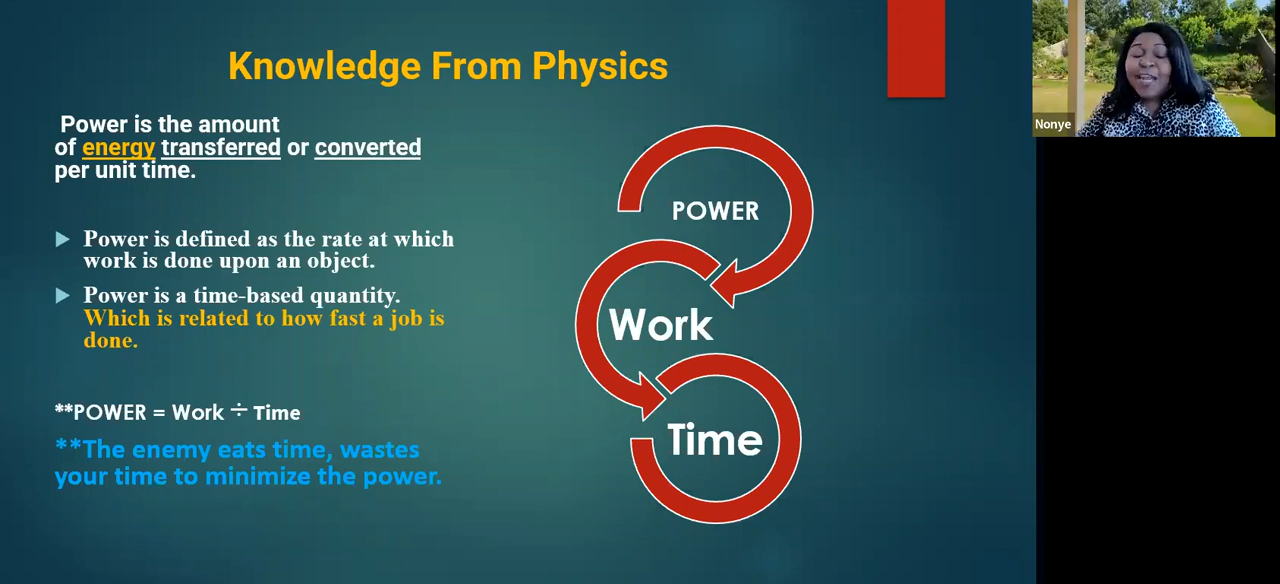 Knowledge From Physics
Power is the amount
of energy transferred or converted
per unit time.
Power is defined as the rate at which
work is done upon an object.
Power is a time-based quantity.
Which is related to how fast a job is
done.
**POWER = Work ÷ Time
**The enemy eats time, wastes
your time to minimize the power.
POWER
Work
Time
Nonye